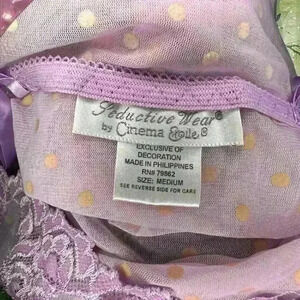 Seductive Wear®
by Cinema Etoile®
EXCLUSIVE OF
DECORATION
MADE IN PHILIPPINES
RN# 79862
SIZE: MEDIUM
SEE REVERSE SIDE FOR CARE